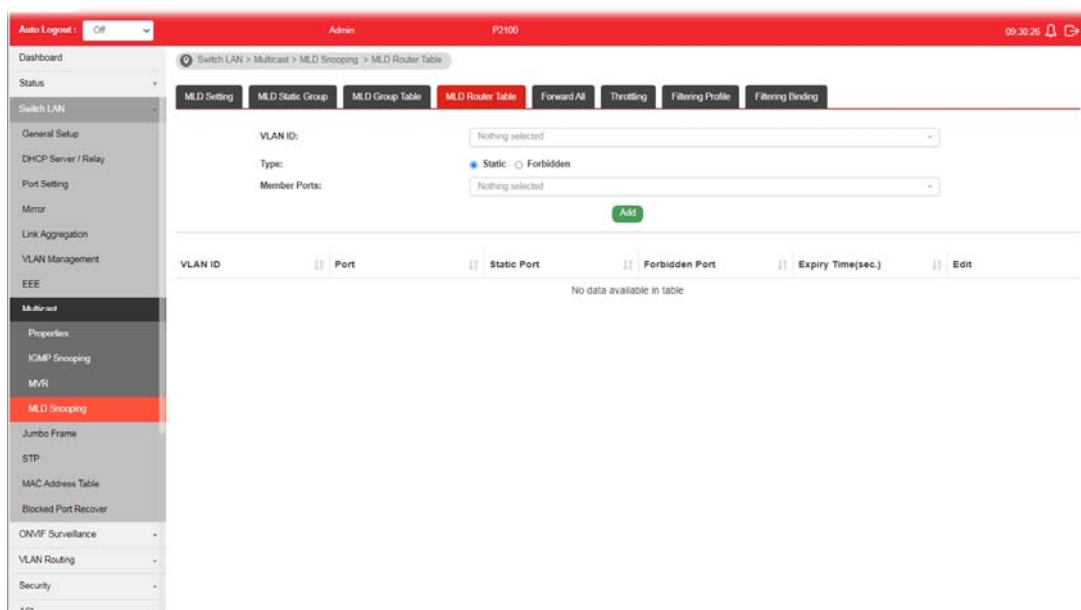 Auto Logout : Off Admin P2100 09:30:26
Dashboard
Switch LAN > Multicast > MLD Snooping > MLD Router Table
Status
MLD Setting MLD Static Group MLD Group Table MLD Router Table Forward All Throttling Filtering Profile Filtering Binding
Switch LAN
General Setup
VLAN ID: Nothing selected
DHCP Server / Relay
Type: Static Forbidden
Port Setting
Member Ports: Nothing selected
Mirror
Add
Link Aggregation
VLAN Management
VLAN ID Port Static Port Forbidden Port Expiry Time(sec.) Edit
EEE
No data available in table
Multicast
Properties
IGMP Snooping
MVR
MLD Snooping
Jumbo Frame
STP
MAC Address Table
Blocked Port Recover
ONVIF Surveillance
VLAN Routing
Security